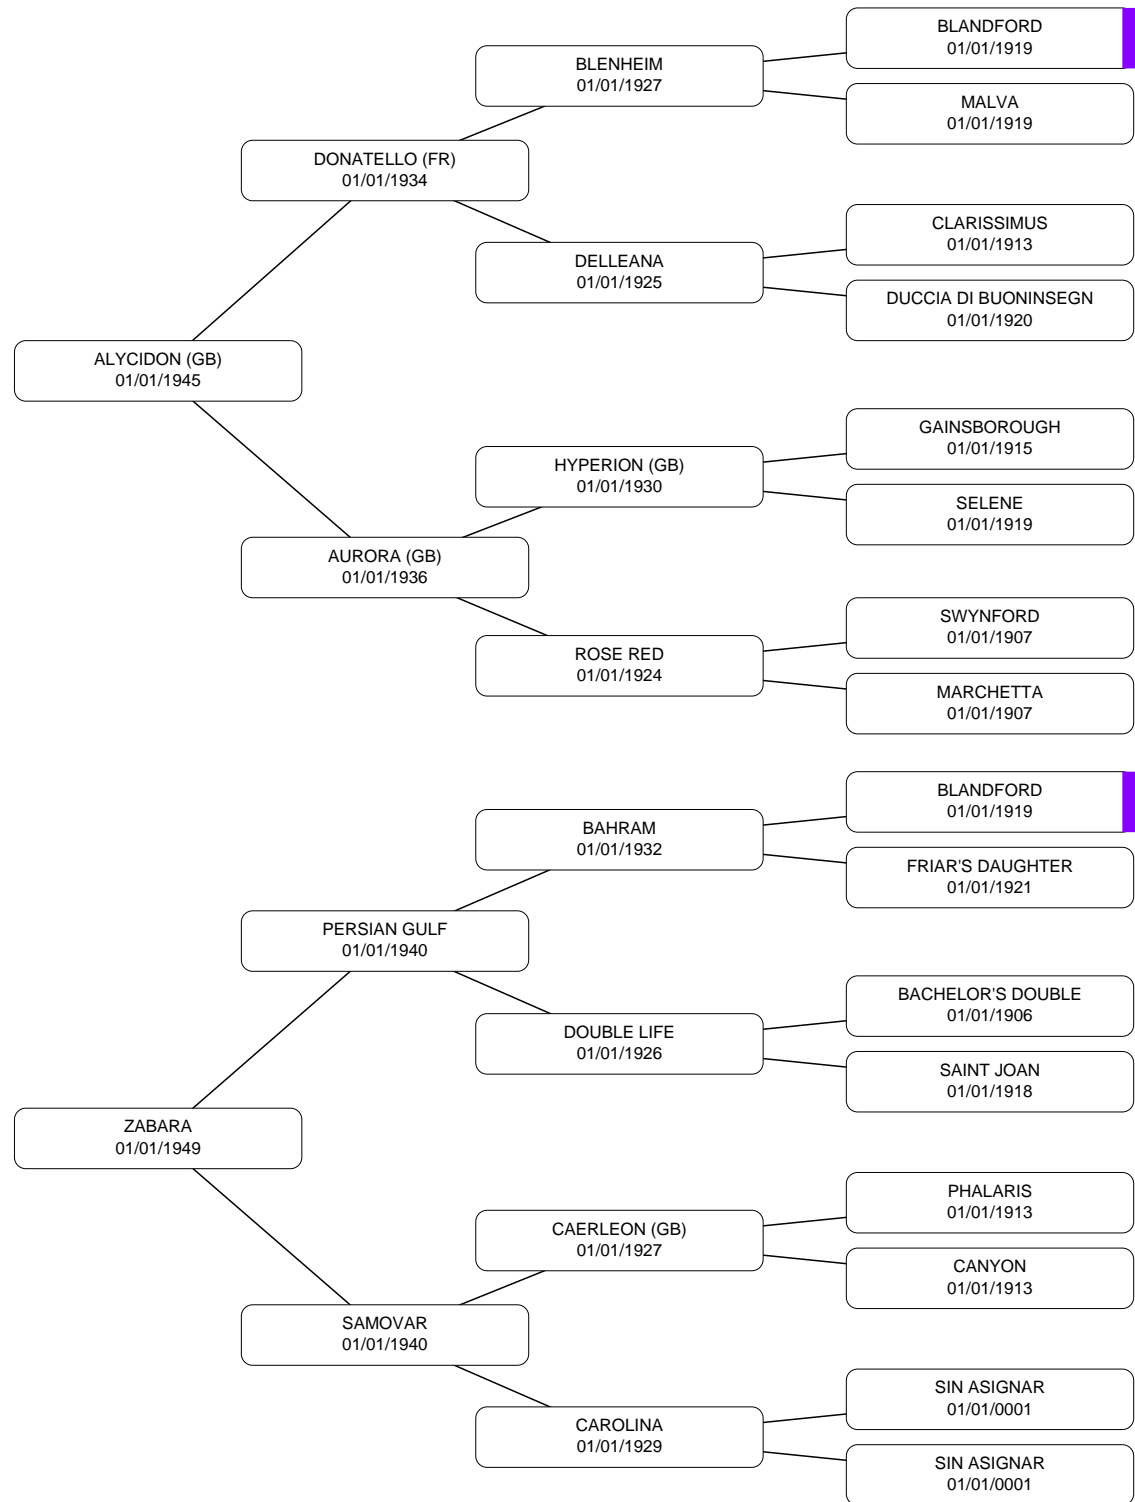 BLANDFORD
01/01/1919
BLENHEIM
01/01/1927
MALVA
01/01/1919
DONATELLO (FR)
01/01/1934
CLARISSIMUS
01/01/1913
DELLEANA
01/01/1925
DUCCIA DI BUONINSEGN
01/01/1920
ALYCIDON (GB)
01/01/1945
GAINSBOROUGH
01/01/1915
HYPERION (GB)
01/01/1930
SELENE
01/01/1919
AURORA (GB)
01/01/1936
SWYNFORD
01/01/1907
ROSE RED
01/01/1924
MARCHETTA
01/01/1907
BLANDFORD
01/01/1919
BAHRAM
01/01/1932
FRIAR'S DAUGHTER
01/01/1921
PERSIAN GULF
01/01/1940
BACHELOR'S DOUBLE
01/01/1906
DOUBLE LIFE
01/01/1926
SAINT JOAN
01/01/1918
ZABARA
01/01/1949
PHALARIS
01/01/1913
CAERLEON (GB)
01/01/1927
CANYON
01/01/1913
SAMOVAR
01/01/1940
SIN ASIGNAR
01/01/0001
CAROLINA
01/01/1929
SIN ASIGNAR
01/01/0001